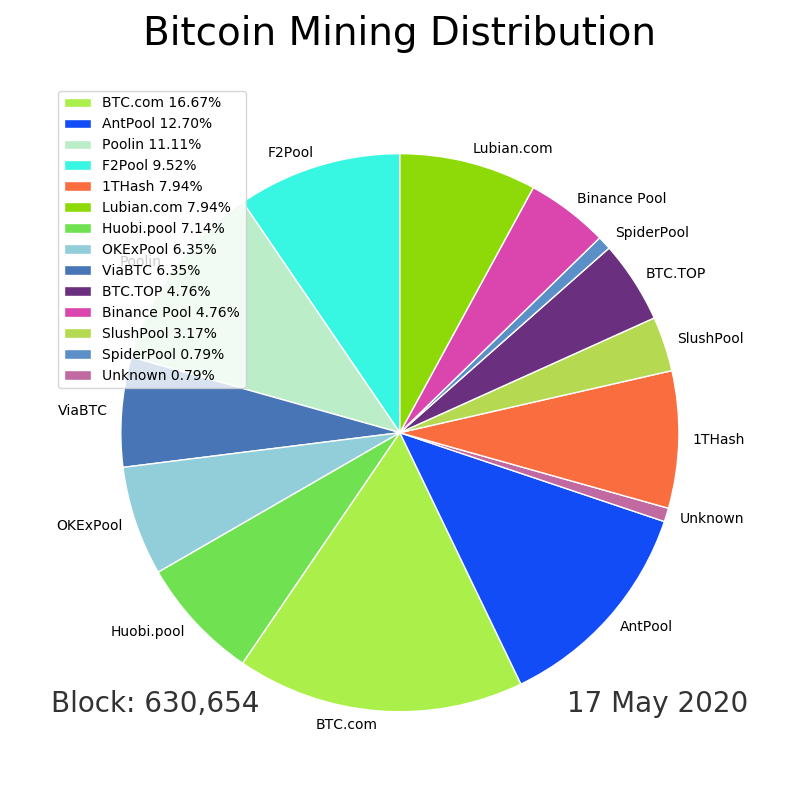 Bitcoin Mining Distribution
BTC.com 16.67%
AntPool 12.70%
Poolin 11.11%
F2Pool 9.52%
1THash 7.94%
Lubian.com 7.94%
Huobi.pool 7.14%
OKExPool 6.35%
ViaBTC 6.35%
BTC.TOP 4.76%
Binance Pool 4.76%
SlushPool 3.17%
SpiderPool 0.79%
Unknown 0.79%
F2Pool
Lubian.com
Binance Pool
SpiderPool
Poolin
BTC.TOP
SlushPool
ViaBTC
1THash
Unknown
OKExPool
AntPool
Huobi.pool
Block: 630,654
17 May 2020
BTC.com